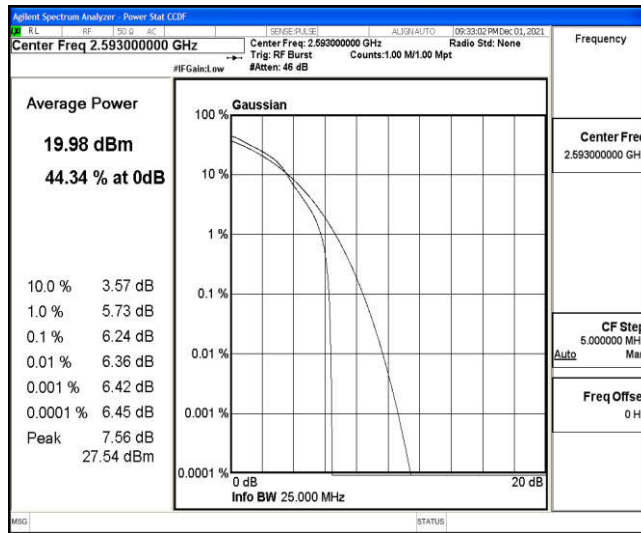 Agilent Spectrum Analyzer - Power Stat CCDF
RL RF 50 Ω AC SENSE:PULSE ALIGN AUTO 09:33:02 PM Dec 01, 2021
Center Freq 2.593000000 GHz
Center Freq: 2.593000000 GHz Radio Std: None
Trig: RF Burst Counts:1.00 M/1.00 Mpt
#IFGain:Low #Atten: 46 dB
Frequency
Average Power
19.98 dBm
44.34 % at 0dB
10.0 % 3.57 dB
1.0 % 5.73 dB
0.1 % 6.24 dB
0.01 % 6.36 dB
0.001 % 6.42 dB
0.0001 % 6.45 dB
Peak 7.56 dB
27.54 dBm
Gaussian
100 %
10 %
1 %
0.1 %
0.01 %
0.001 %
0.0001 %
0 dB 20 dB
Info BW 25.000 MHz
Center Fre
2.593000000 GH
CF Step
5.000000 MH
Auto Ma
Freq Offse
0 H
MSG STATUS